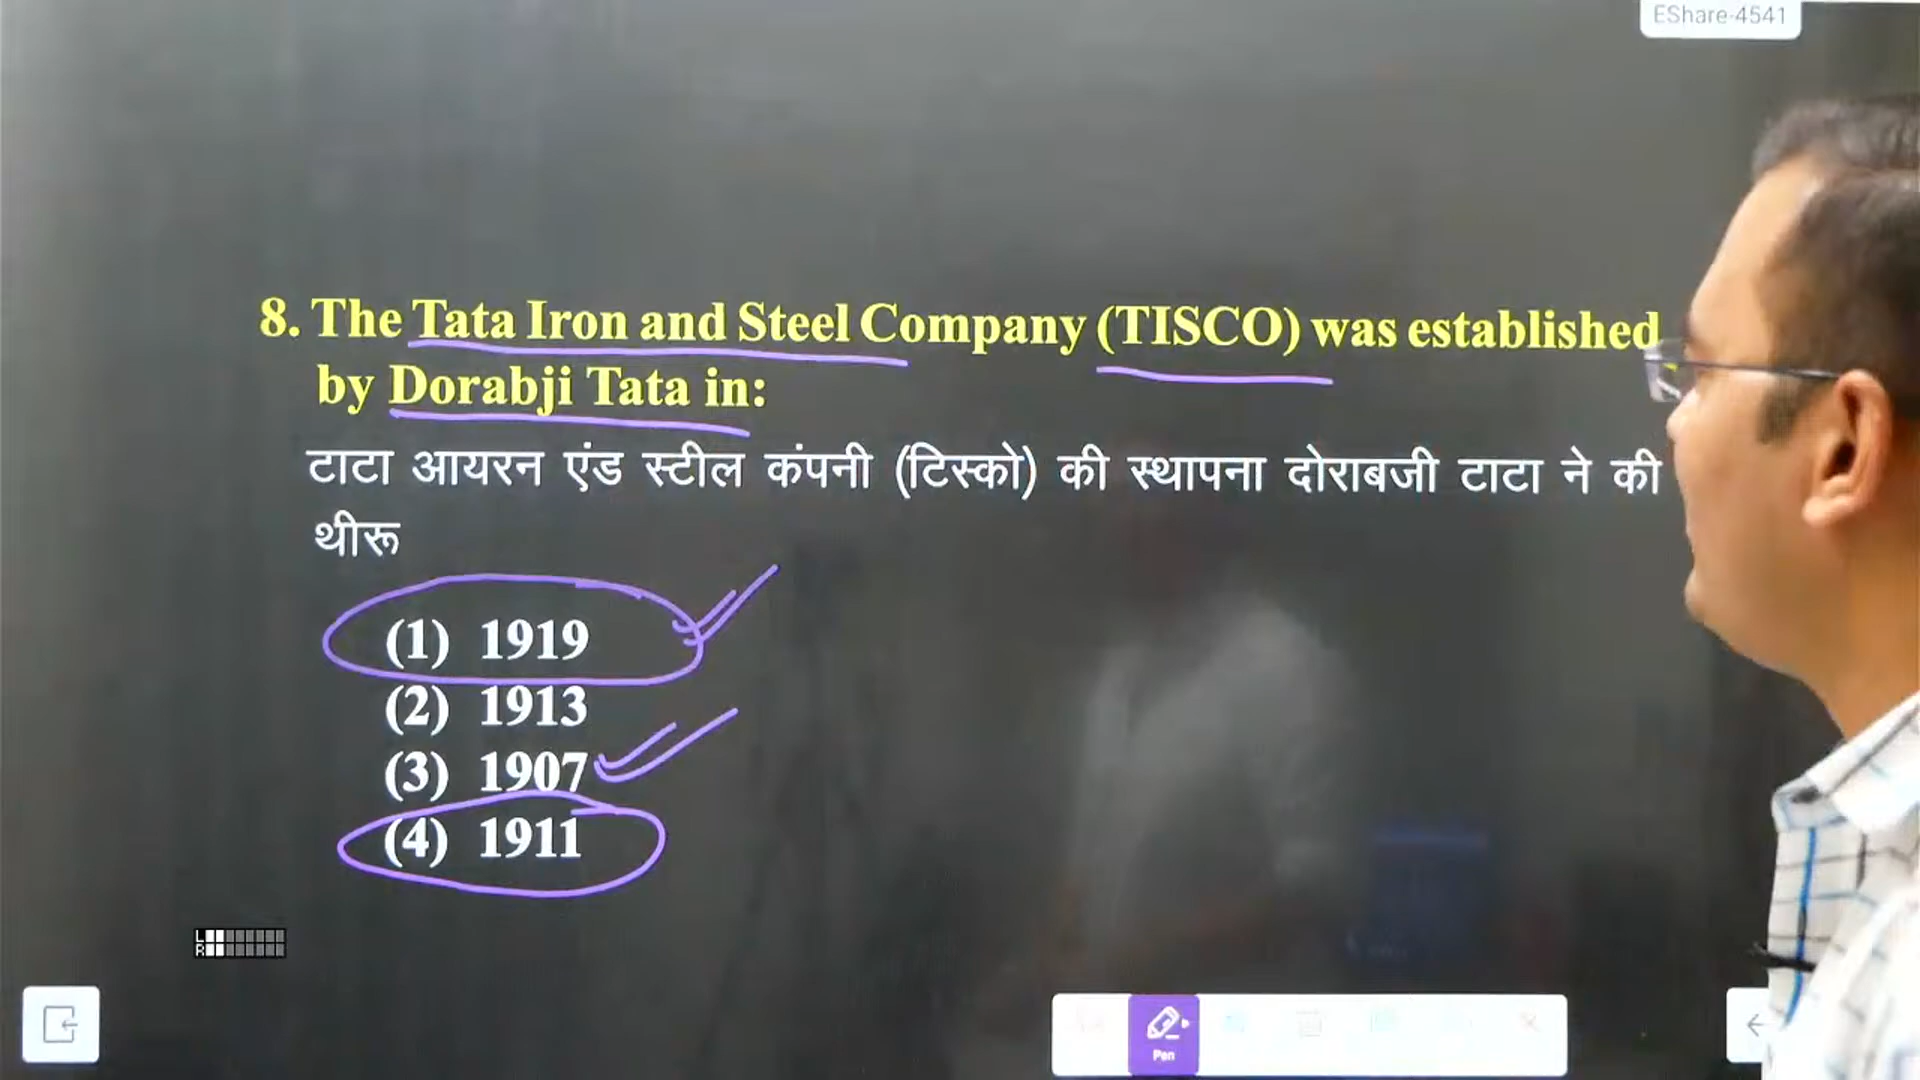 EShare-4541
8. The Tata Iron and Steel Company (TISCO) was established
by Dorabji Tata in:
टाटा आयरन एंड स्टील कंपनी (टिस्को) की स्थापना दोराबजी टाटा ने की
थीरू
(1) 1919
(2) 1913
(3) 1907
(4) 1911
L
R
Pen